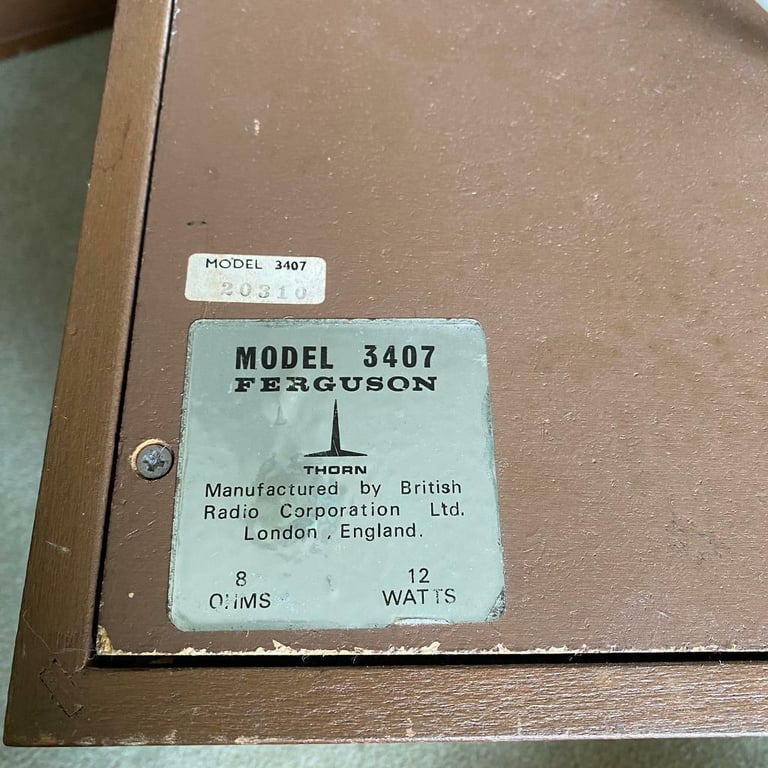 MODEL 3407
20310
MODEL 3407
FERGUSON
THORN
Manufactured by British
Radio Corporation Ltd.
London, England.
8 12
OHMS WATTS